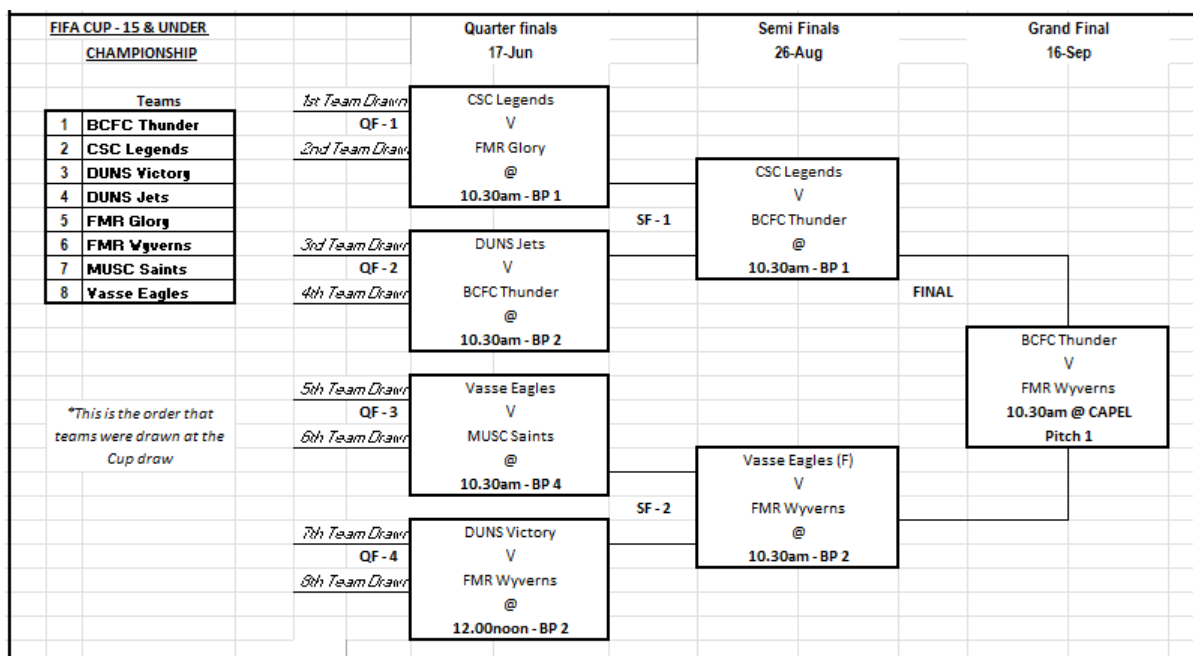 FIFA CUP - 15 & UNDER
CHAMPIONSHIP
Quarter finals
17-Jun
Semi Finals
26-Aug
Grand Final
16-Sep
Teams
1 BCFC Thunder
2 CSC Legends
3 DUNS Victory
4 DUNS Jets
5 FMR Glory
6 FMR Wyverns
7 MUSC Saints
8 Vasse Eagles
*This is the order that
teams were drawn at the
Cup draw
1st Team Drawn
QF - 1
2nd Team Draw
CSC Legends
V
FMR Glory
@
10.30am - BP 1
3rd Team Drawn
QF - 2
4th Team Drawn
DUNS Jets
V
BCFC Thunder
@
10.30am - BP 2
5th Team Drawn
QF - 3
6th Team Drawn
Vasse Eagles
V
MUSC Saints
@
10.30am - BP 4
7th Team Drawn
QF - 4
8th Team Drawn
DUNS Victory
V
FMR Wyverns
@
12.00noon - BP 2
SF - 1
CSC Legends
V
BCFC Thunder
@
10.30am - BP 1
SF - 2
Vasse Eagles (F)
V
FMR Wyverns
@
10.30am - BP 2
FINAL
BCFC Thunder
V
FMR Wyverns
10.30am @ CAPEL
Pitch 1